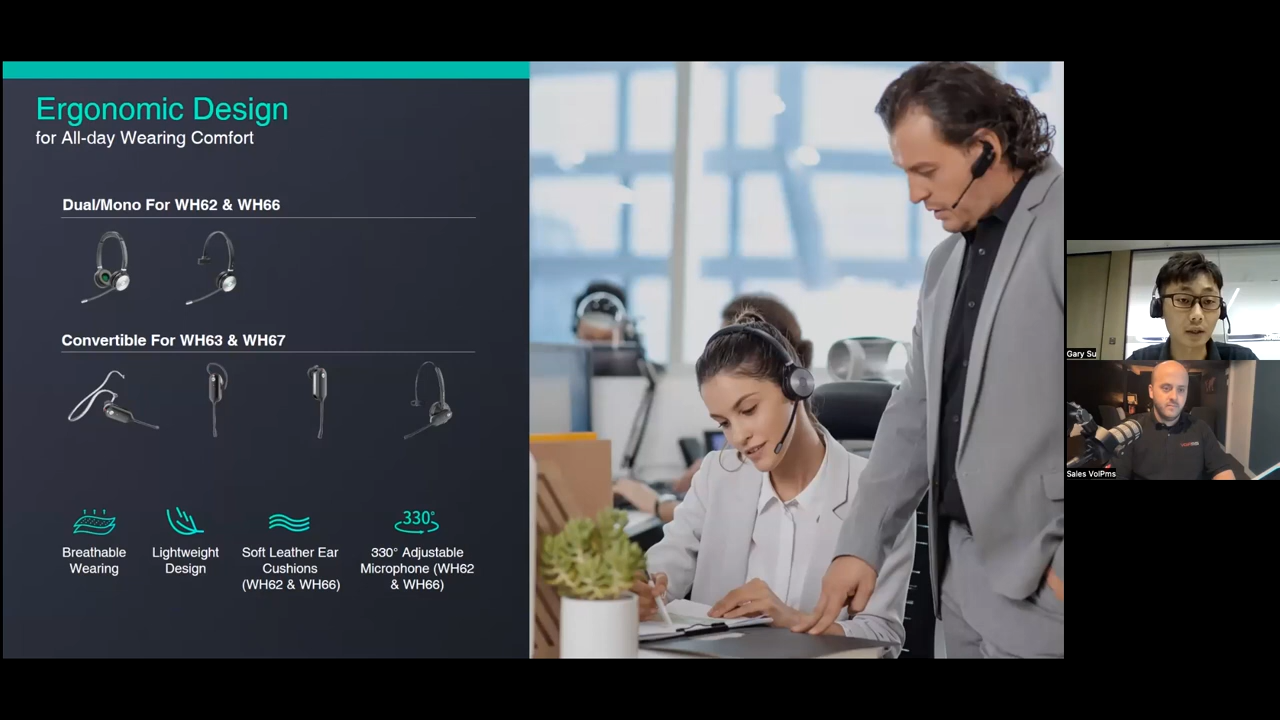 Ergonomic Design
for All-day Wearing Comfort
Dual/Mono For WH62 & WH66
Convertible For WH63 & WH67
330°
Breathable
Wearing
Lightweight
Design
Soft Leather Ear
Cushions
(WH62 & WH66)
330° Adjustable
Microphone (WH62
& WH66)
Gary Su
Sales VoIPms